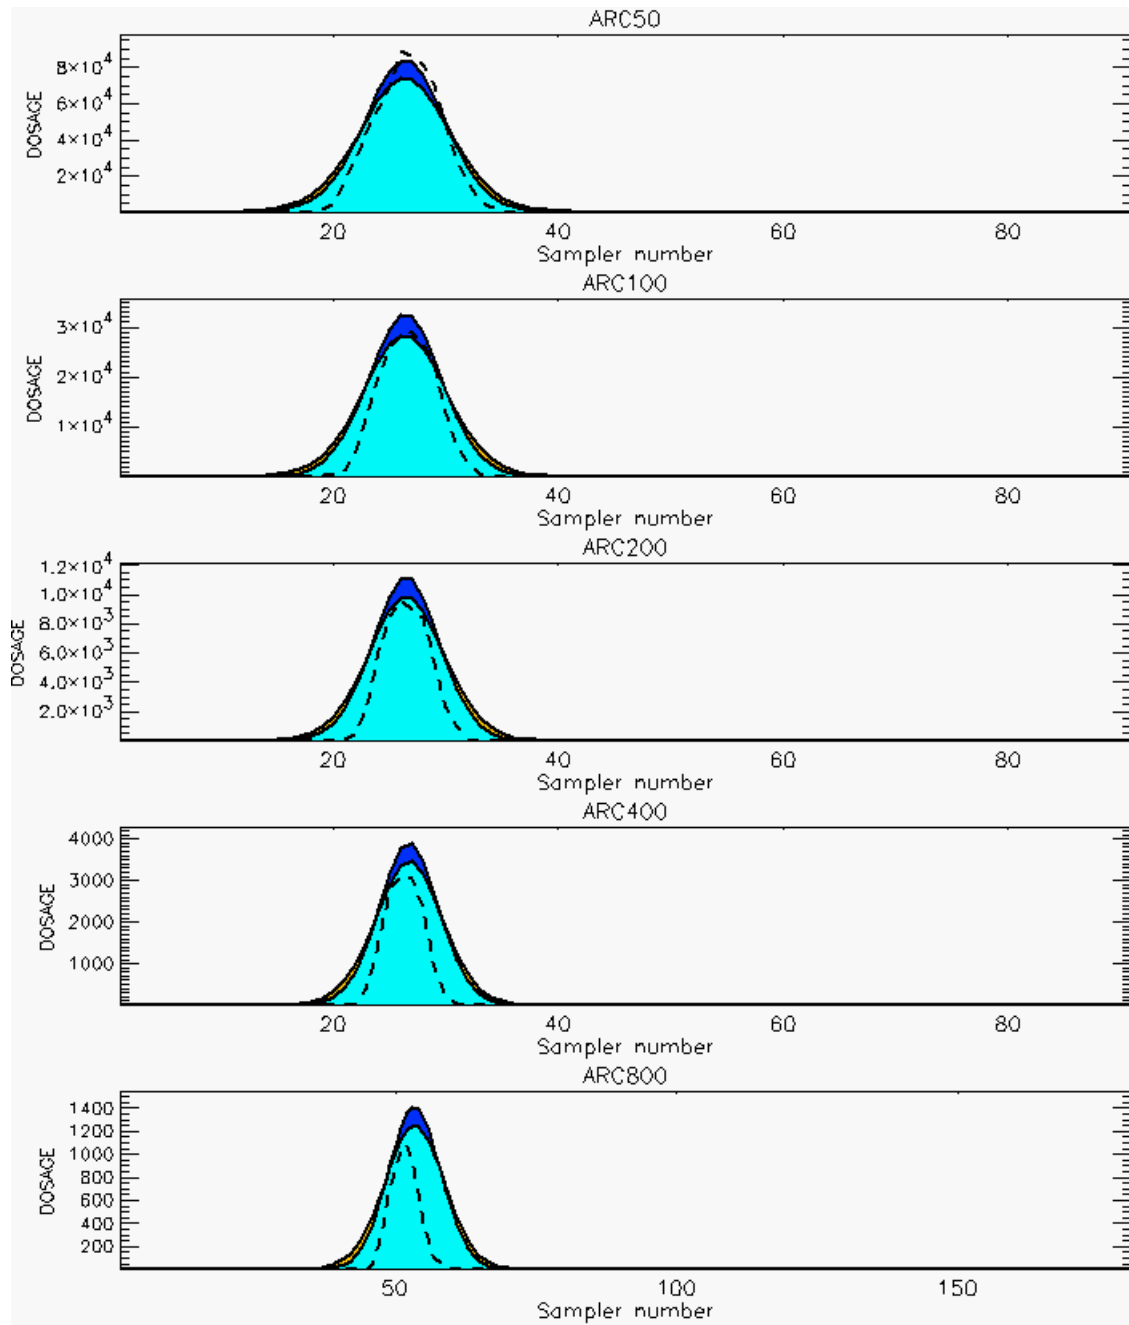 ARC50
8×10⁴
6×10⁴
4×10⁴
2×10⁴
DOSAGE
20 40 60 80
Sampler number
ARC100
3×10⁴
2×10⁴
1×10⁴
DOSAGE
20 40 60 80
Sampler number
ARC200
1.2×10⁴
1.0×10⁴
8.0×10³
6.0×10³
4.0×10³
2.0×10³
DOSAGE
20 40 60 80
Sampler number
ARC400
4000
3000
2000
1000
DOSAGE
20 40 60 80
Sampler number
ARC800
1400
1200
1000
800
600
400
200
DOSAGE
50 100 150
Sampler number